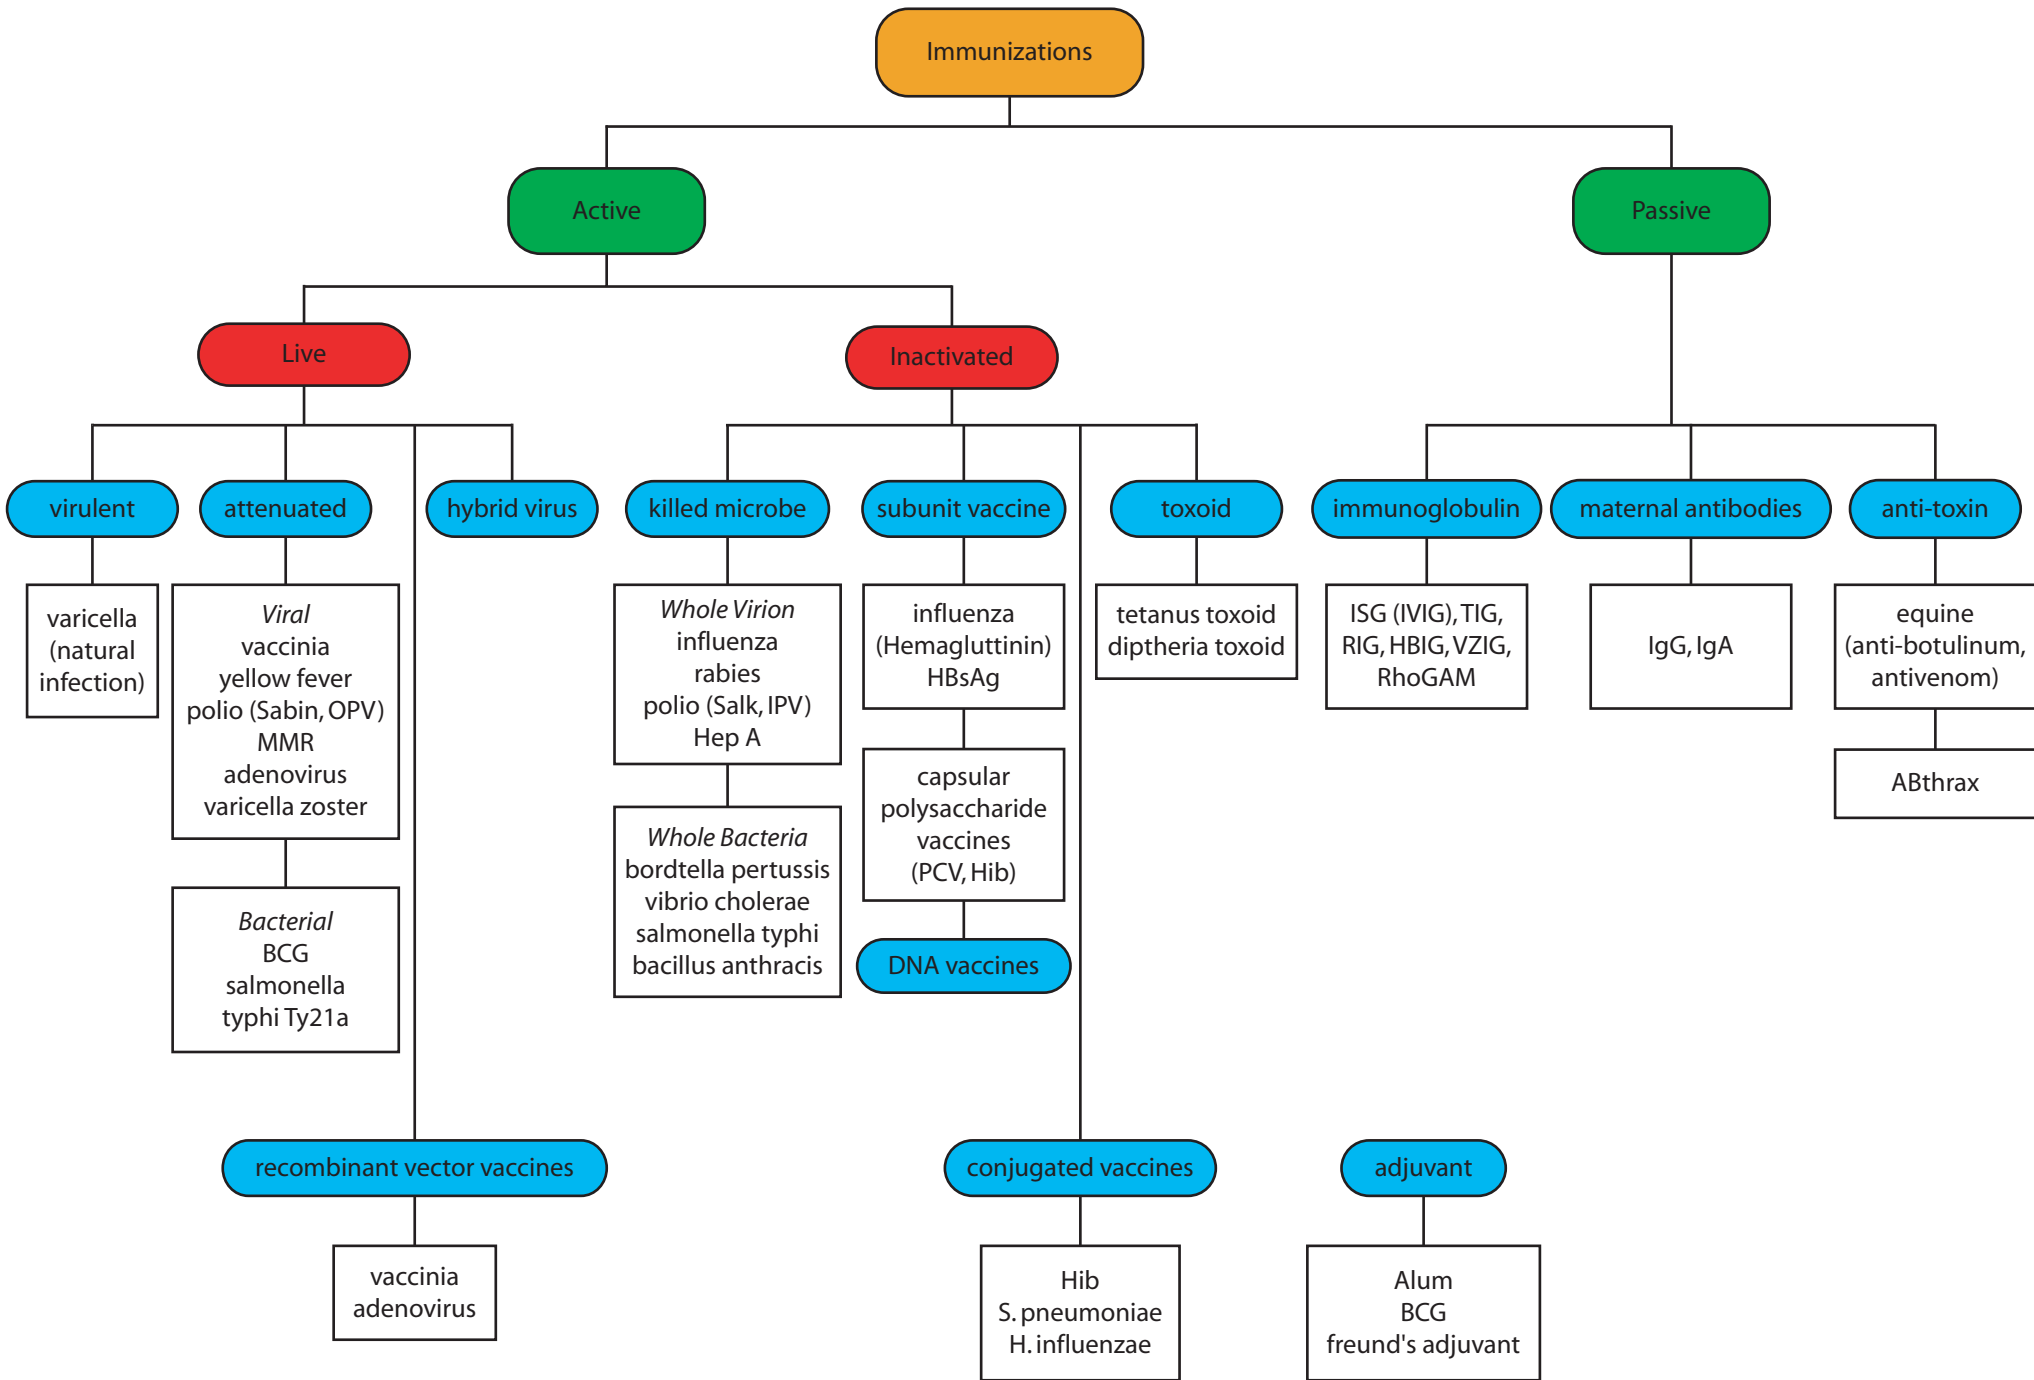 Immunizations
Active
Passive
Live
Inactivated
virulent
attenuated
hybrid virus
killed microbe
subunit vaccine
toxoid
immunoglobulin
maternal antibodies
anti-toxin
varicella
(natural
infection)
Viral
vaccinia
yellow fever
polio (Sabin, OPV)
MMR
adenovirus
varicella zoster
Bacterial
BCG
salmonella
typhi Ty21a
Whole Virion
influenza
rabies
polio (Salk, IPV)
Hep A
Whole Bacteria
bordtella pertussis
vibrio cholerae
salmonella typhi
bacillus anthracis
influenza
(Hemagluttinin)
HBsAg
capsular
polysaccharide
vaccines
(PCV, Hib)
DNA vaccines
tetanus toxoid
diptheria toxoid
ISG (IVIG), TIG,
RIG, HBIG, VZIG,
RhoGAM
IgG, IgA
equine
(anti-botulinum,
antivenom)
ABthrax
recombinant vector vaccines
vaccinia
adenovirus
conjugated vaccines
Hib
S. pneumoniae
H. influenzae
adjuvant
Alum
BCG
freund's adjuvant